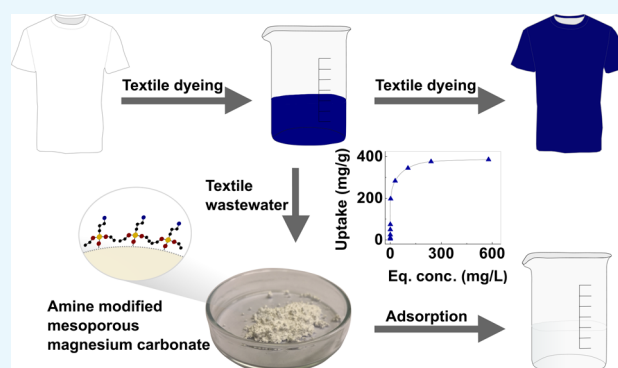 Textile dyeing
Textile dyeing
Textile
wastewater
Uptake (mg/g)
400
200
0
0
300
600
Eq. conc. (mg/L)
Amine modified
mesoporous
magnesium carbonate
Adsorption